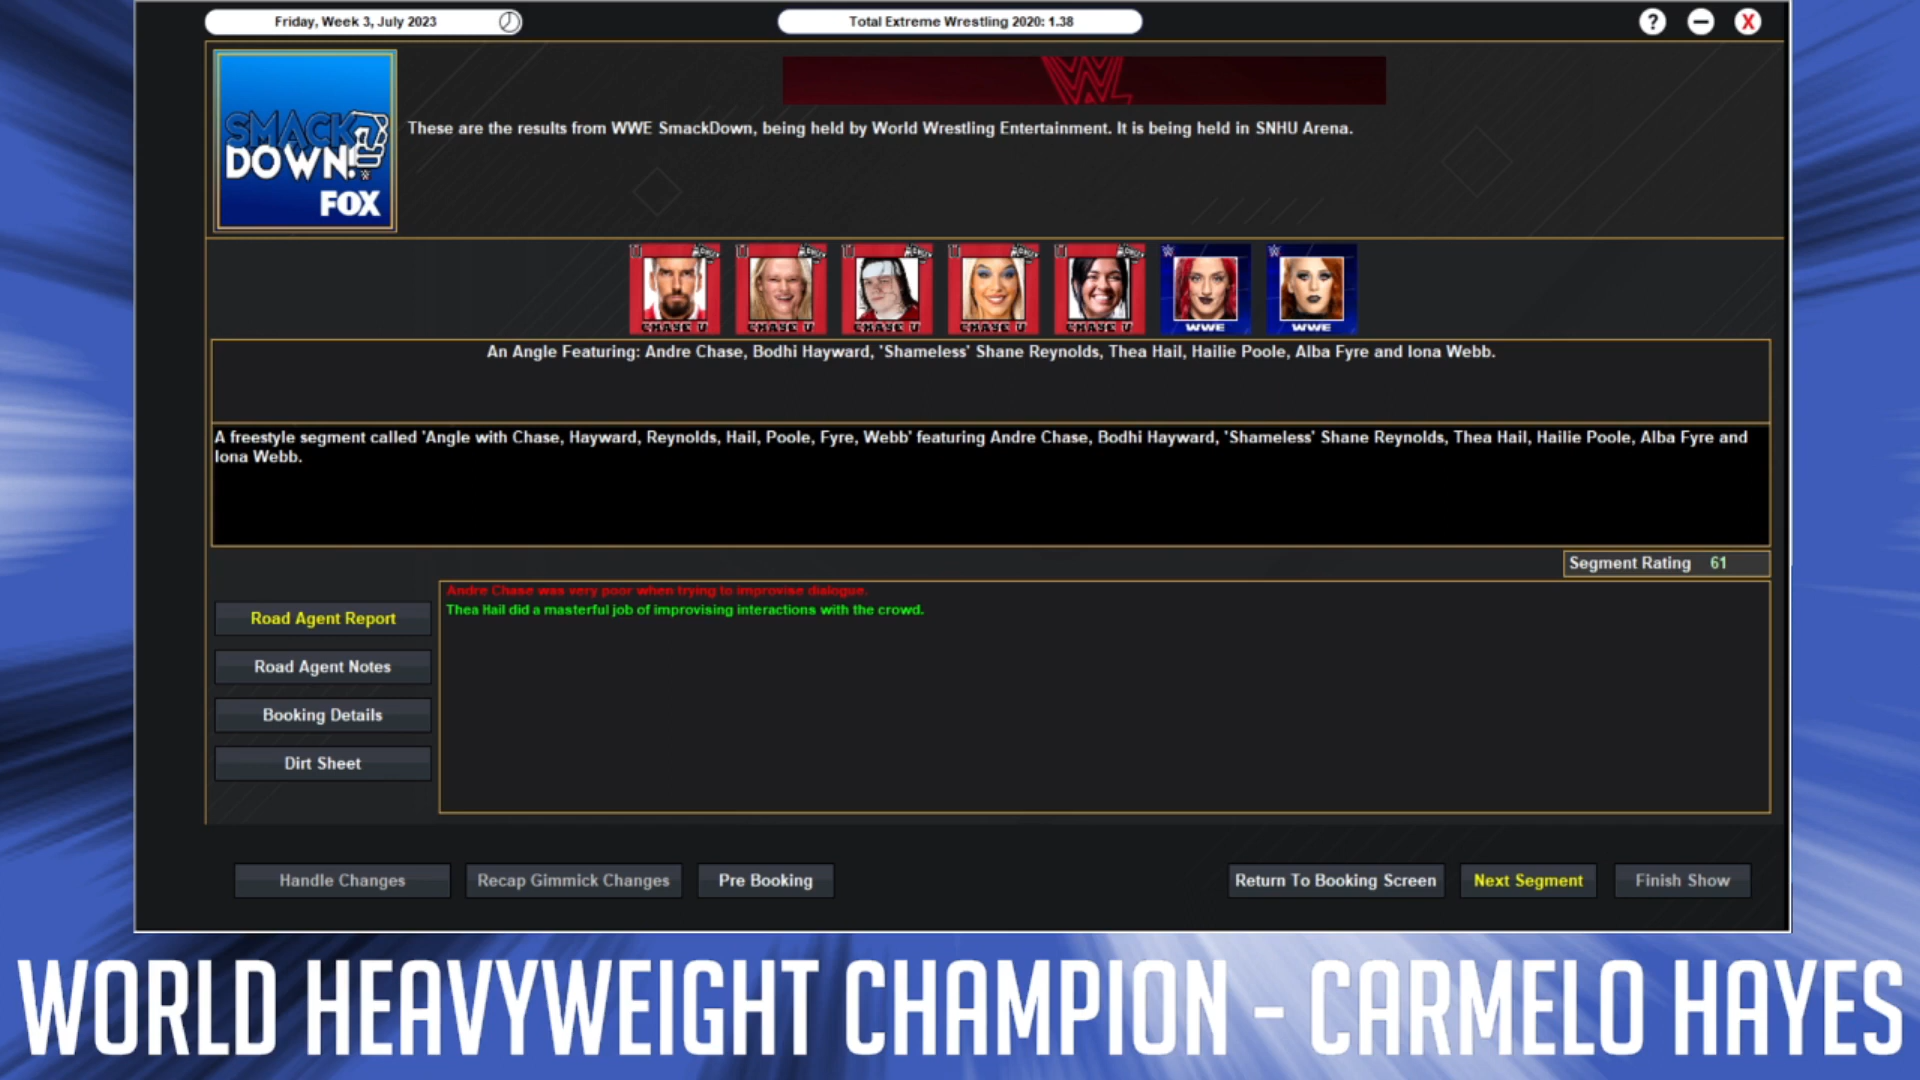 Friday, Week 3, July 2023
Total Extreme Wrestling 2020: 1.38
?
X
SMACK
DOWN!
FOX
These are the results from WWE SmackDown, being held by World Wrestling Entertainment. It is being held in SNHU Arena.
CHASE U
CHASE U
CHASE U
CHASE U
CHASE U
WWE
WWE
An Angle Featuring: Andre Chase, Bodhi Hayward, 'Shameless' Shane Reynolds, Thea Hail, Hailie Poole, Alba Fyre and Iona Webb.
A freestyle segment called 'Angle with Chase, Hayward, Reynolds, Hail, Poole, Fyre, Webb' featuring Andre Chase, Bodhi Hayward, 'Shameless' Shane Reynolds, Thea Hail, Hailie Poole, Alba Fyre and
Iona Webb.
Segment Rating 61
Andre Chase was very poor when trying to improvise dialogue.
Thea Hail did a masterful job of improvising interactions with the crowd.
Road Agent Report
Road Agent Notes
Booking Details
Dirt Sheet
Handle Changes
Recap Gimmick Changes
Pre Booking
Return To Booking Screen
Next Segment
Finish Show
WORLD HEAVYWEIGHT CHAMPION - CARMELO HAYES